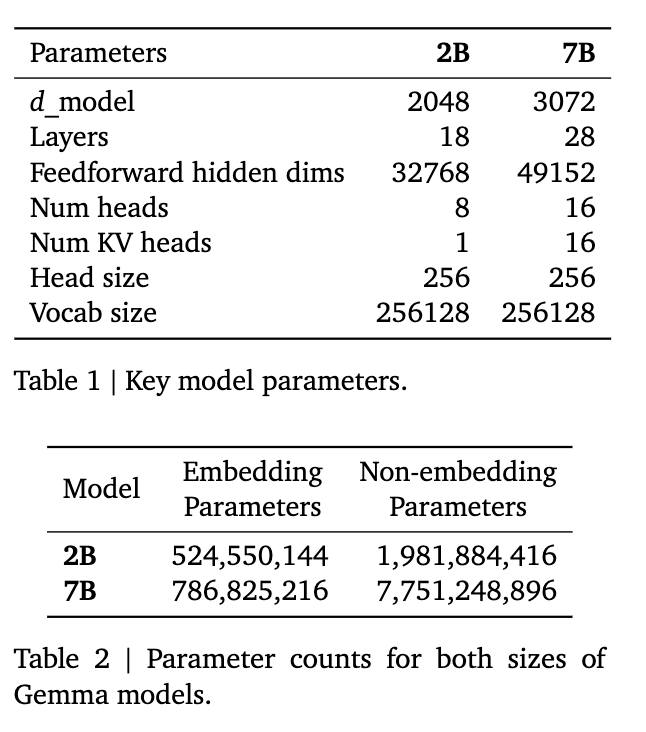 Parameters 2B 7B
d_model 2048 3072
Layers 18 28
Feedforward hidden dims 32768 49152
Num heads 8 16
Num KV heads 1 16
Head size 256 256
Vocab size 256128 256128
Table 1 | Key model parameters.
Model Embedding Parameters Non-embedding Parameters
2B 524,550,144 1,981,884,416
7B 786,825,216 7,751,248,896
Table 2 | Parameter counts for both sizes of
Gemma models.